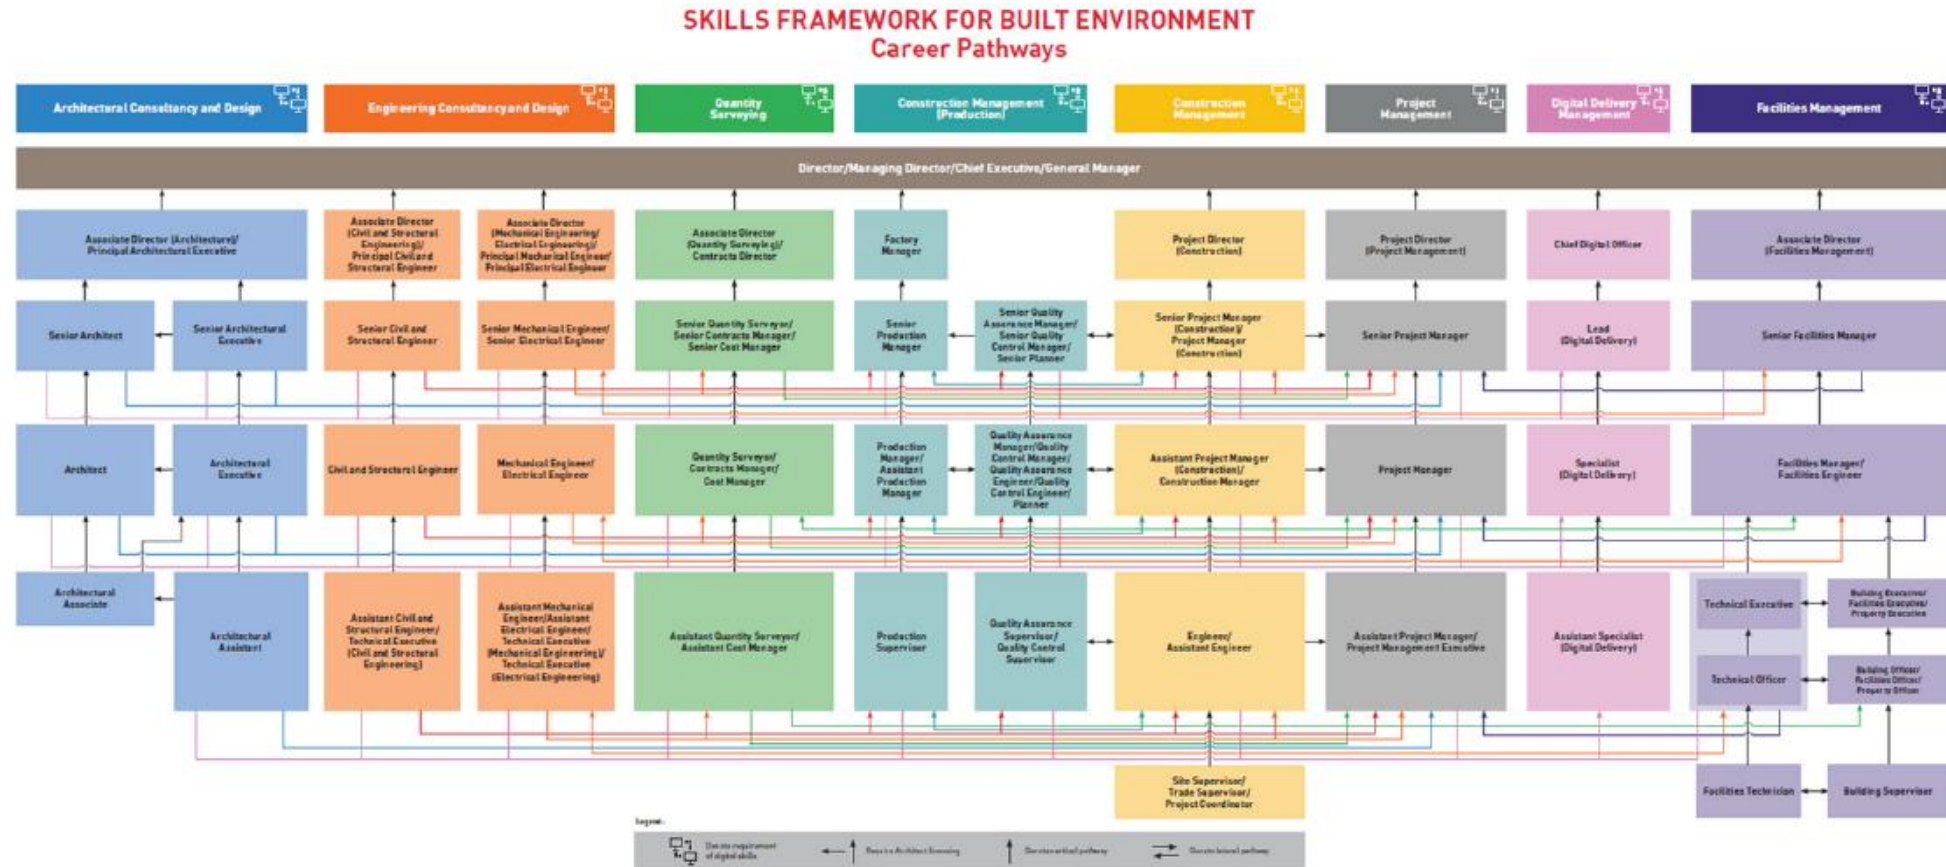 SKILLS FRAMEWORK FOR BUILT ENVIRONMENT
Career Pathways
Architectural Consultancy and Design
Engineering Consultancy and Design
Quantity
Surveying
Construction Management
(Production)
Construction
Management
Project
Management
Digital Delivery
Management
Facilities Management
Director/Managing Director/Chief Executive/General Manager
Associate Director (Architecture)/
Principal Architectural Executive
Associate Director
(Civil and Structural
Engineering)/
Principal Civil and
Structural Engineer
Associate Director
(Mechanical Engineering/
Electrical Engineering)/
Principal Mechanical Engineer/
Principal Electrical Engineer
Associate Director
(Quantity Surveying)/
Contracts Director
Factory
Manager
Project Director
(Construction)
Project Director
(Project Management)
Chief Digital Officer
Associate Director
(Facilities Management)
Senior Architect
Senior Architectural
Executive
Senior Civil and
Structural Engineer
Senior Mechanical Engineer/
Senior Electrical Engineer
Senior Quantity Surveyor/
Senior Contracts Manager/
Senior Cost Manager
Senior
Production
Manager
Senior Quality
Assurance Manager/
Senior Quality
Control Manager/
Senior Planner
Senior Project Manager
(Construction)/
Project Manager
(Construction)
Senior Project Manager
Lead
(Digital Delivery)
Senior Facilities Manager
Architect
Architectural
Executive
Civil and Structural Engineer
Mechanical Engineer/
Electrical Engineer
Quantity Surveyor/
Contracts Manager/
Cost Manager
Production
Manager/
Assistant
Production
Manager
Quality Assurance
Manager/Quality
Control Manager/
Quality Assurance
Engineer/Quality
Control Engineer/
Planner
Assistant Project Manager
(Construction)/
Construction Manager
Project Manager
Specialist
(Digital Delivery)
Facilities Manager/
Facilities Engineer
Architectural
Associate
Architectural
Assistant
Assistant Civil and
Structural Engineer/
Technical Executive
(Civil and Structural
Engineering)
Assistant Mechanical
Engineer/Assistant
Electrical Engineer/
Technical Executive
(Mechanical Engineering)/
Technical Executive
(Electrical Engineering)
Assistant Quantity Surveyor/
Assistant Cost Manager
Production
Supervisor
Quality Assurance
Supervisor/
Quality Control
Supervisor
Engineer/
Assistant Engineer
Assistant Project Manager/
Project Management Executive
Assistant Specialist
(Digital Delivery)
Technical Executive
Building Executive/
Facilities Executive/
Property Executive
Technical Officer
Building Officer/
Facilities Officer/
Property Officer
Site Supervisor/
Trade Supervisor/
Project Coordinator
Facilities Technician
Building Supervisor
Legend:
Denote requirement
of digital skills
Require Architect licensing
Denote vertical pathway
Denote lateral pathway